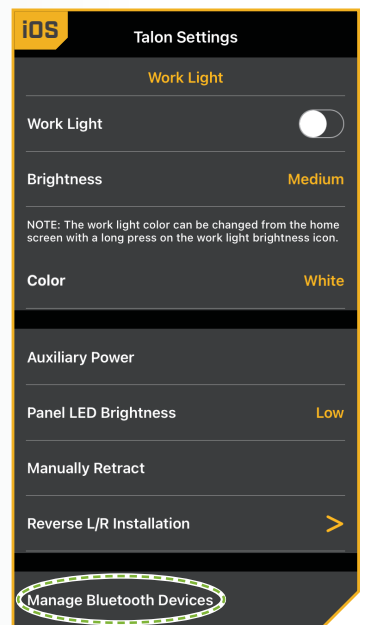 iOS
Talon Settings
Work Light
Work Light
Brightness Medium
NOTE: The work light color can be changed from the home
screen with a long press on the work light brightness icon.
Color White
Auxiliary Power
Panel LED Brightness Low
Manually Retract
Reverse L/R Installation >
Manage Bluetooth Devices